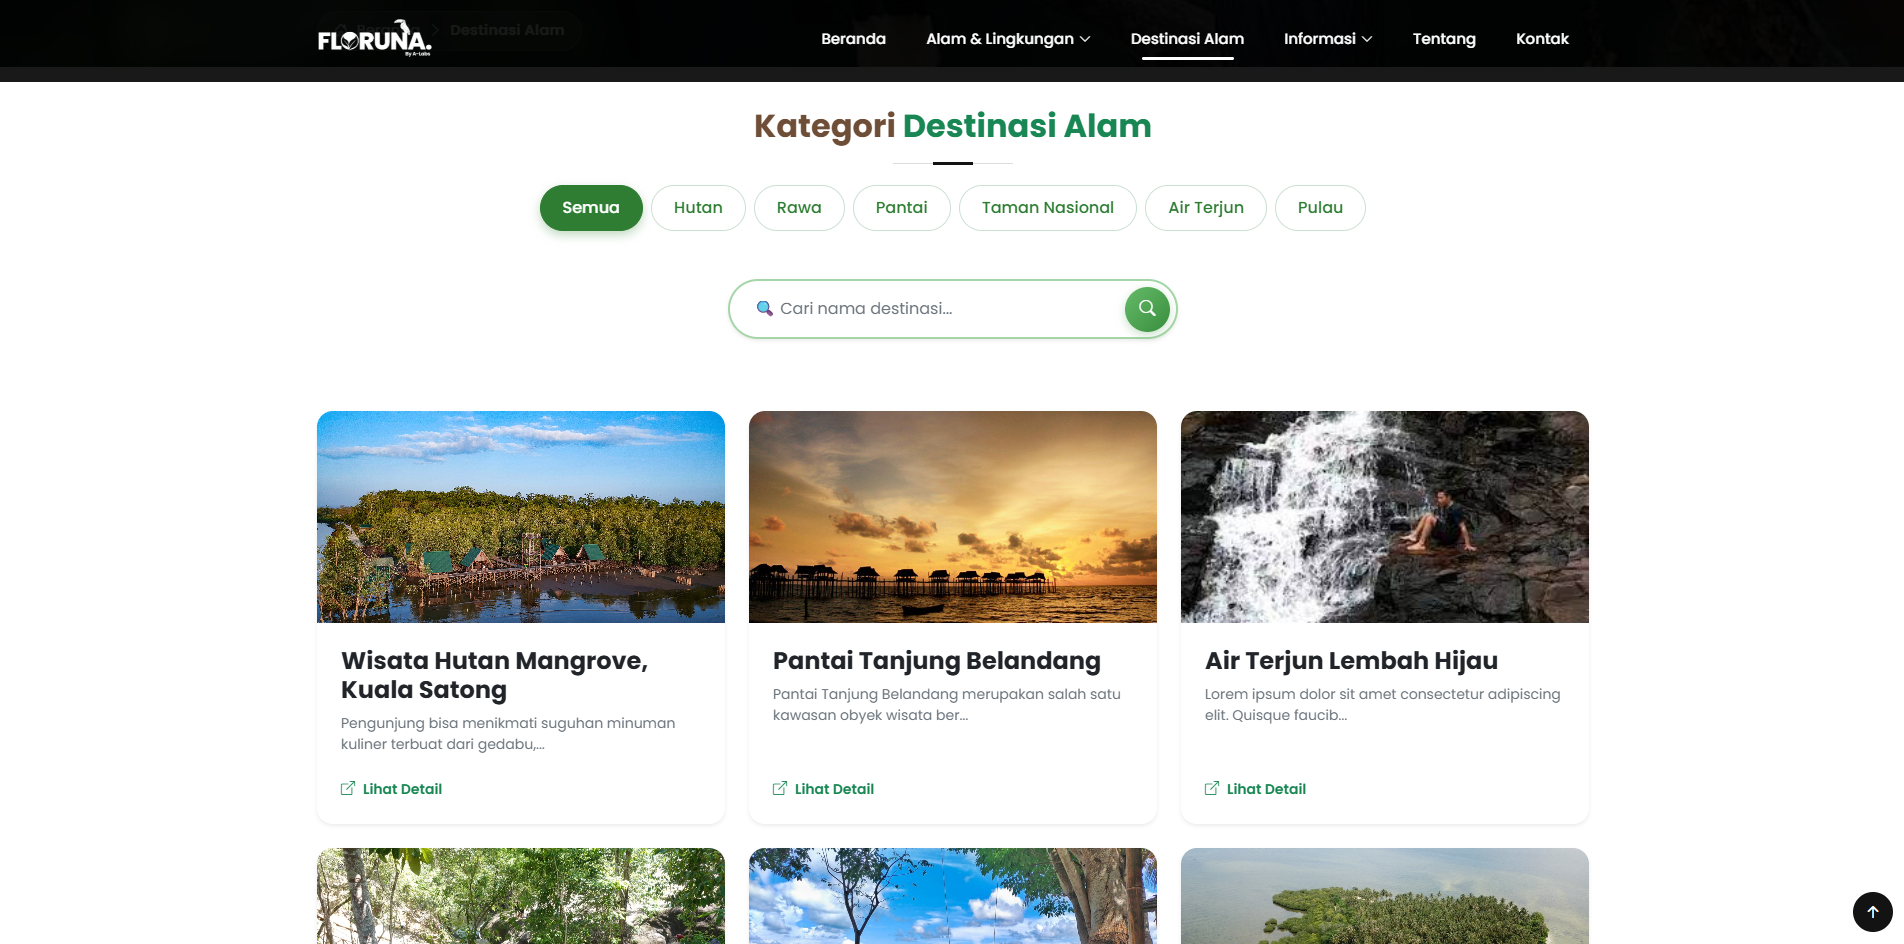 FLORUNA.
By A-Labs
Destinasi Alam
Beranda
Alam & Lingkungan
Destinasi Alam
Informasi
Tentang
Kontak
Kategori Destinasi Alam
Semua
Hutan
Rawa
Pantai
Taman Nasional
Air Terjun
Pulau
Cari nama destinasi...
Wisata Hutan Mangrove,
Kuala Satong
Pengunjung bisa menikmati suguhan minuman
kuliner terbuat dari gedabu,...
Lihat Detail
Pantai Tanjung Belandang
Pantai Tanjung Belandang merupakan salah satu
kawasan obyek wisata ber...
Lihat Detail
Air Terjun Lembah Hijau
Lorem ipsum dolor sit amet consectetur adipiscing
elit. Quisque faucib...
Lihat Detail